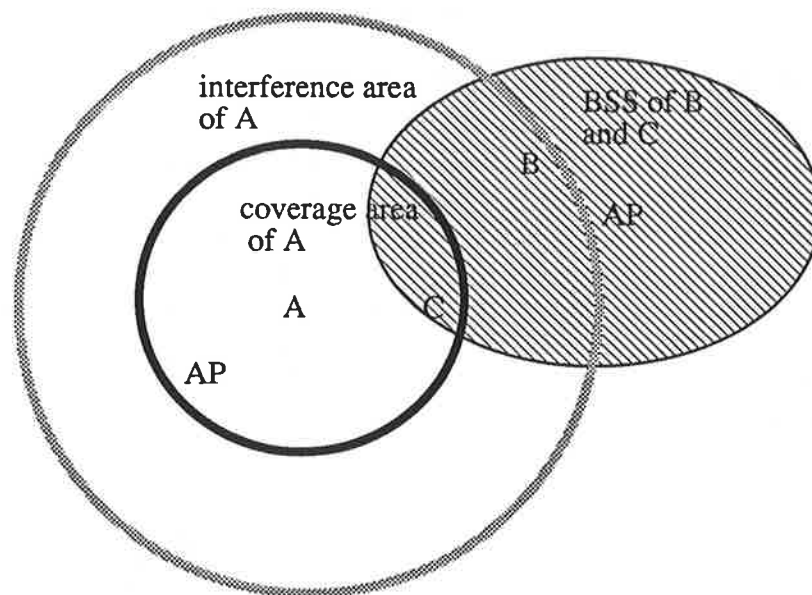 interference area
of A
BSS of B
and C
B
coverage area
of A
AP
A
C
AP